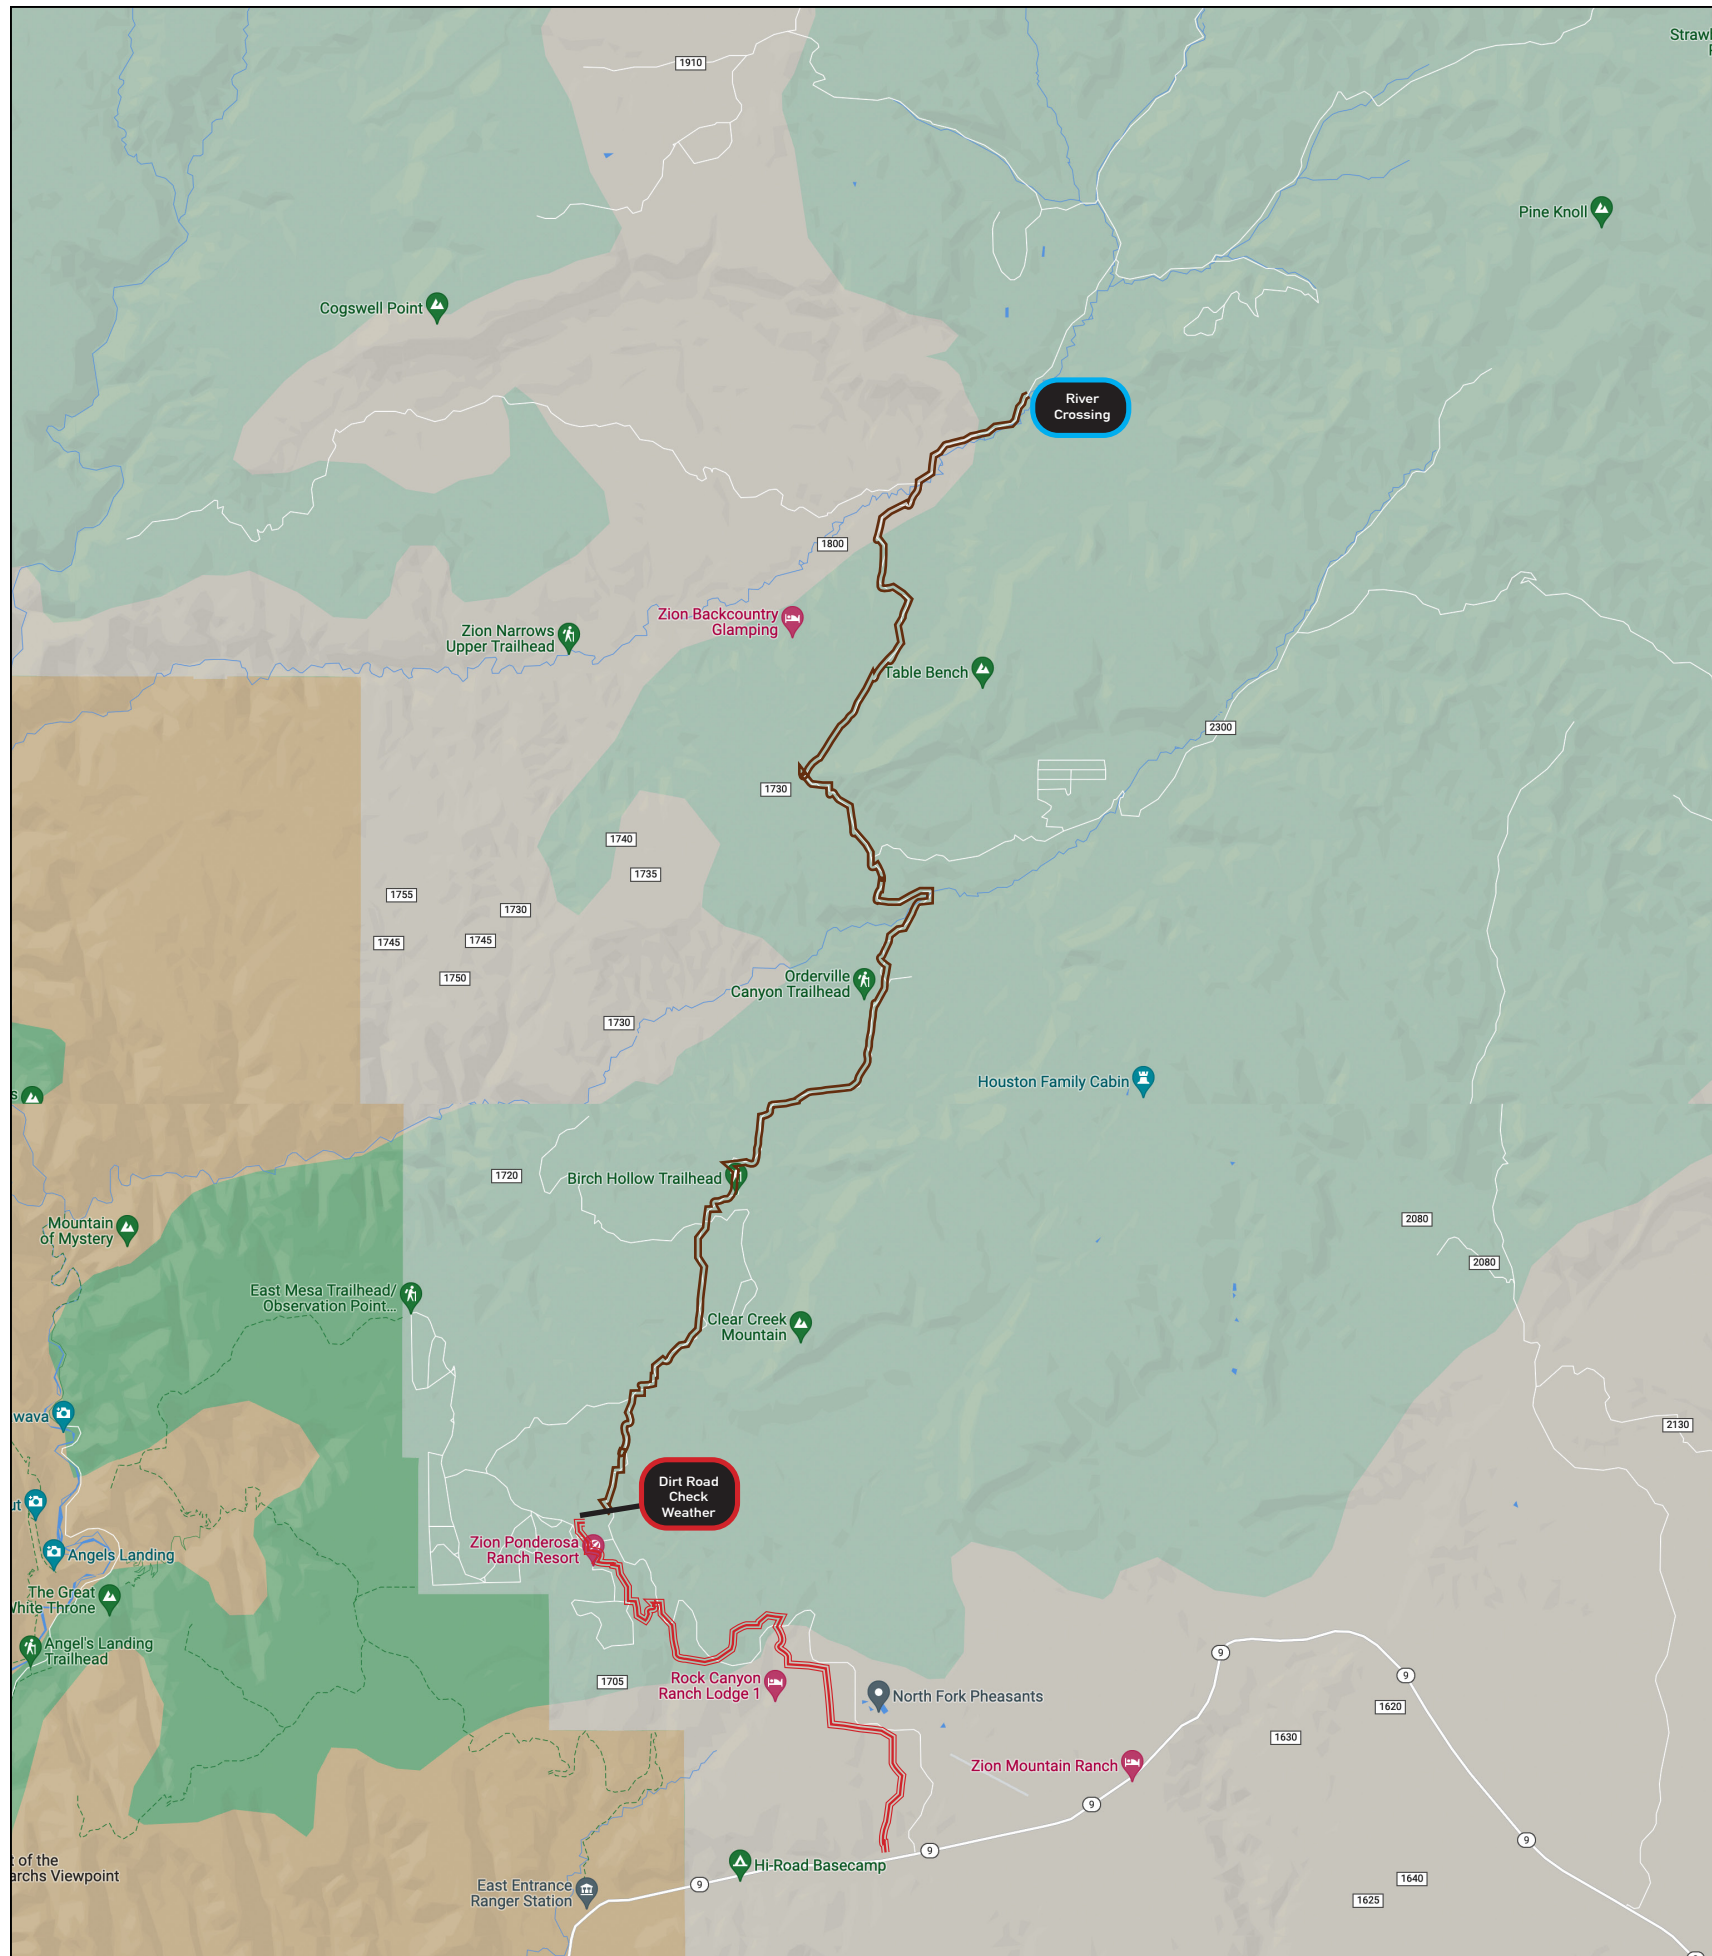 Strawl
1910
Pine Knoll
Cogswell Point
River
Crossing
1800
Zion Backcountry
Glamping
Zion Narrows
Upper Trailhead
Table Bench
2300
1730
1740
1735
1755
1730
1745
1745
1750
Orderville
Canyon Trailhead
1730
Houston Family Cabin
s
Birch Hollow Trailhead
1720
2080
Mountain
of Mystery
2080
East Mesa Trailhead/
Observation Point...
Clear Creek
Mountain
wava
2130
Dirt Road
Check
Weather
ut
Zion Ponderosa
Ranch Resort
Angels Landing
The Great
White Throne
Angel's Landing
Trailhead
9
9
Rock Canyon
Ranch Lodge 1
1705
North Fork Pheasants
1620
1630
Zion Mountain Ranch
9
9
9
t of the
archs Viewpoint
Hi-Road Basecamp
1640
East Entrance
Ranger Station
9
1625